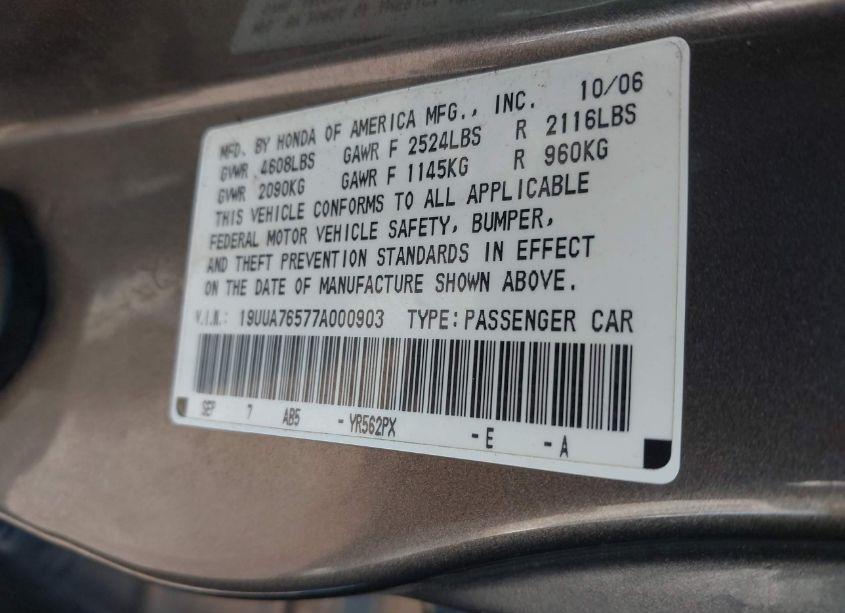 MFD. BY HONDA OF AMERICA MFG., INC. 10/06
GVWR 4608LBS GAWR F 2524LBS R 2116LBS
GVWR 2090KG GAWR F 1145KG R 960KG
THIS VEHICLE CONFORMS TO ALL APPLICABLE
FEDERAL MOTOR VEHICLE SAFETY, BUMPER,
AND THEFT PREVENTION STANDARDS IN EFFECT
ON THE DATE OF MANUFACTURE SHOWN ABOVE.
V.I.N.: 19UUA76577A000903 TYPE: PASSENGER CAR
SEP 7 AB5 - YR562PX - E - A